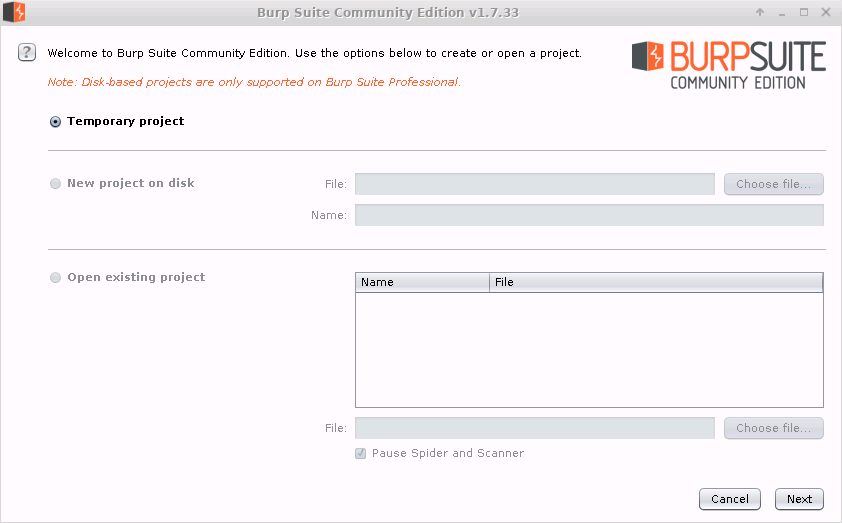 Burp Suite Community Edition v1.7.33
? Welcome to Burp Suite Community Edition. Use the options below to create or open a project.
Note: Disk-based projects are only supported on Burp Suite Professional.
BURPSUITE
COMMUNITY EDITION
Temporary project
New project on disk
File:
Choose file...
Name:
Open existing project
Name File
File:
Choose file...
Pause Spider and Scanner
Cancel
Next